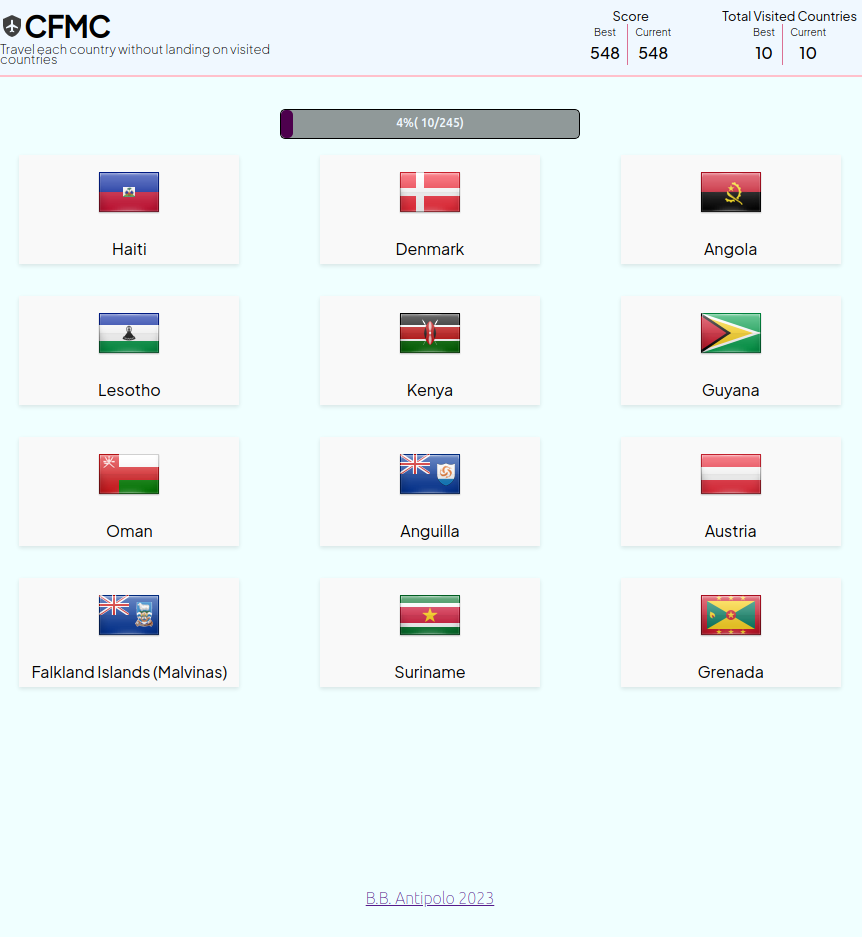 CFMC
Travel each country without landing on visited
countries
Score
Best
548
Current
548
Total Visited Countries
Best
10
Current
10
4%( 10/245)
Haiti
Denmark
Angola
Lesotho
Kenya
Guyana
Oman
Anguilla
Austria
Falkland Islands (Malvinas)
Suriname
Grenada
B.B. Antipolo 2023